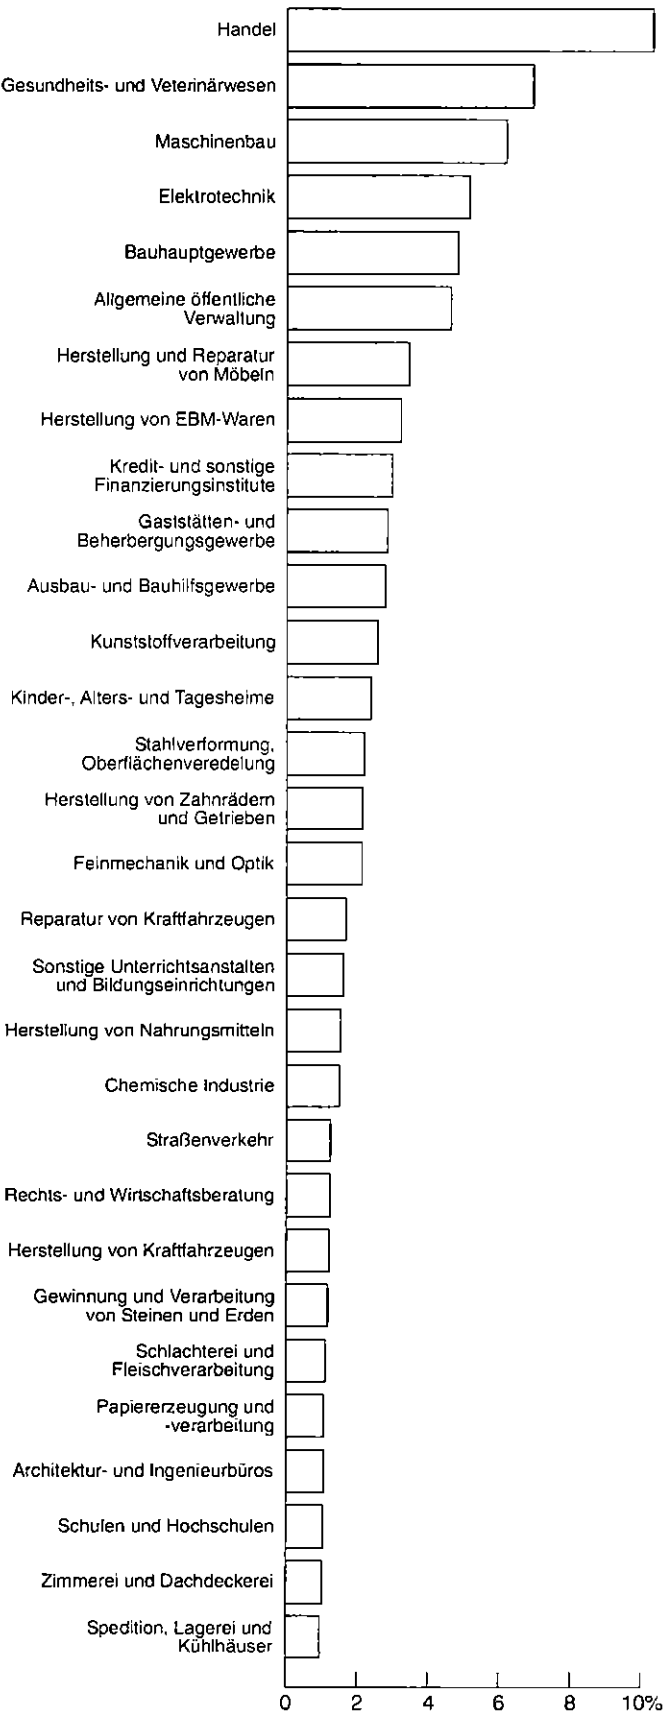 Handel
Gesundheits- und Veterinärwesen
Maschinenbau
Elektrotechnik
Bauhauptgewerbe
Allgemeine öffentliche
Verwaltung
Herstellung und Reparatur
von Möbeln
Herstellung von EBM-Waren
Kredit- und sonstige
Finanzierungsinstitute
Gaststätten- und
Beherbergungsgewerbe
Ausbau- und Bauhilfsgewerbe
Kunststoffverarbeitung
Kinder-, Alters- und Tagesheime
Stahlverformung,
Oberflächenveredelung
Herstellung von Zahnrädern
und Getrieben
Feinmechanik und Optik
Reparatur von Kraftfahrzeugen
Sonstige Unterrichtsanstalten
und Bildungseinrichtungen
Herstellung von Nahrungsmitteln
Chemische Industrie
Straßenverkehr
Rechts- und Wirtschaftsberatung
Herstellung von Kraftfahrzeugen
Gewinnung und Verarbeitung
von Steinen und Erden
Schlachterei und
Fleischverarbeitung
Papiererzeugung und
-verarbeitung
Architektur- und Ingenieurbüros
Schulen und Hochschulen
Zimmerei und Dachdeckerei
Spedition, Lagerei und
Kühlhäuser
0 2 4 6 8 10%